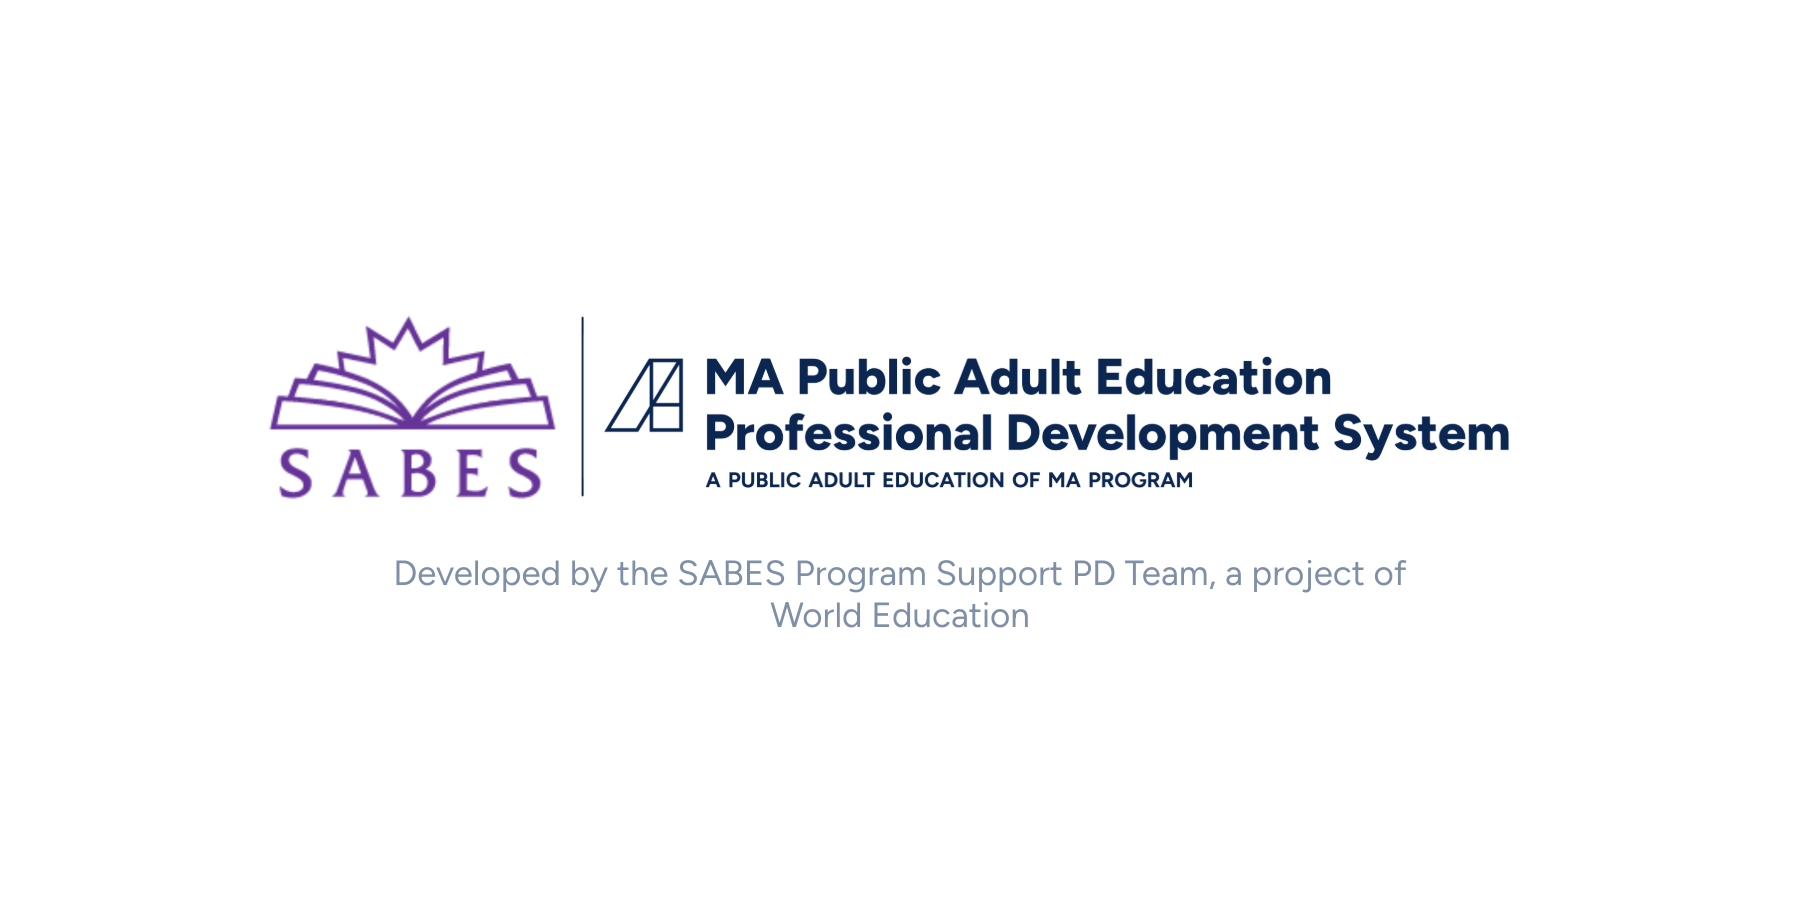 SABES
MA Public Adult Education
Professional Development System
A PUBLIC ADULT EDUCATION OF MA PROGRAM
Developed by the SABES Program Support PD Team, a project of
World Education